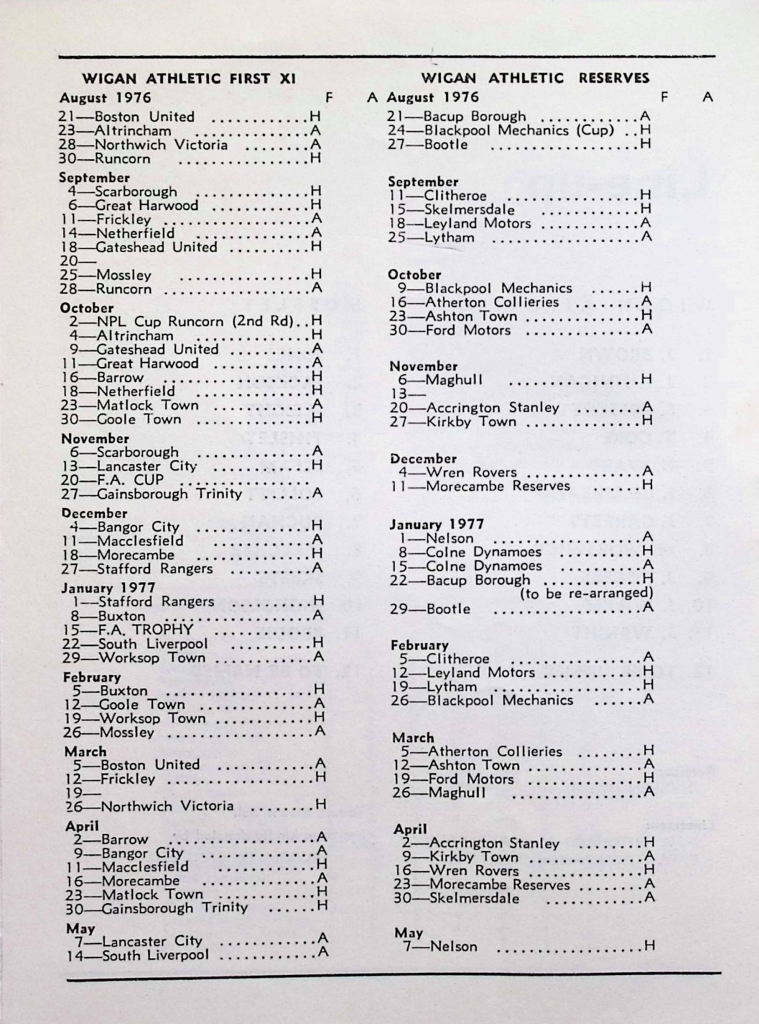 WIGAN ATHLETIC FIRST XI
August 1976 F A
21—Boston United ............H
23—Altrincham ............A
28—Northwich Victoria ........A
30—Runcorn ...............H
September
4—Scarborough ...............H
6—Great Harwood ............H
11—Frickley ..................A
14—Netherfield ...............A
18—Gateshead United .........H
20—
25—Mossley ..................H
28—Runcorn ..................A
October
2—NPL Cup Runcorn (2nd Rd)..H
4—Altrincham ...............H
9—Gateshead United .........A
11—Great Harwood ............A
16—Barrow ..................H
18—Netherfield ...............H
23—Matlock Town ............A
30—Goole Town ...............H
November
6—Scarborough ...............A
13—Lancaster City ............H
20—F.A. CUP ..................
27—Gainsborough Trinity ......A
December
4—Bangor City ...............H
11—Macclesfield ...............A
18—Morecambe ...............H
27—Stafford Rangers .........A
January 1977
1—Stafford Rangers .........H
8—Buxton ..................A
15—F.A. TROPHY ............
22—South Liverpool ............H
29—Worksop Town ............A
February
5—Buxton ..................H
12—Goole Town ...............A
19—Worksop Town ............H
26—Mossley ..................A
March
5—Boston United ............A
12—Frickley ..................H
19—
26—Northwich Victoria .........H
April
2—Barrow ..................A
9—Bangor City ...............A
11—Macclesfield ...............H
16—Morecambe ...............A
23—Matlock Town ............H
30—Gainsborough Trinity ......H
May
7—Lancaster City ............A
14—South Liverpool ............A
WIGAN ATHLETIC RESERVES
August 1976 F A
21—Bacup Borough ............A
24—Blackpool Mechanics (Cup) ..H
27—Bootle ..................H
September
11—Clitheroe ...............H
15—Skelmersdale ............H
18—Leyland Motors ............A
25—Lytham ..................A
October
9—Blackpool Mechanics ......H
16—Atherton Collieries .........A
23—Ashton Town ............H
30—Ford Motors ...............A
November
6—Maghull ..................H
13—
20—Accrington Stanley .........A
27—Kirkby Town ............H
December
4—Wren Rovers ...............A
11—Morecambe Reserves ......H
January 1977
1—Nelson ..................A
8—Colne Dynamoes .........H
15—Colne Dynamoes .........A
22—Bacup Borough ............H
(to be re-arranged)
29—Bootle ..................A
February
5—Clitheroe ...............A
12—Leyland Motors ............H
19—Lytham ..................H
26—Blackpool Mechanics ......A
March
5—Atherton Collieries ........H
12—Ashton Town ...............A
19—Ford Motors ...............H
26—Maghull ..................A
April
2—Accrington Stanley .........H
9—Kirkby Town ...............A
16—Wren Rovers ...............H
23—Morecambe Reserves .........A
30—Skelmersdale ............A
May
7—Nelson ..................H